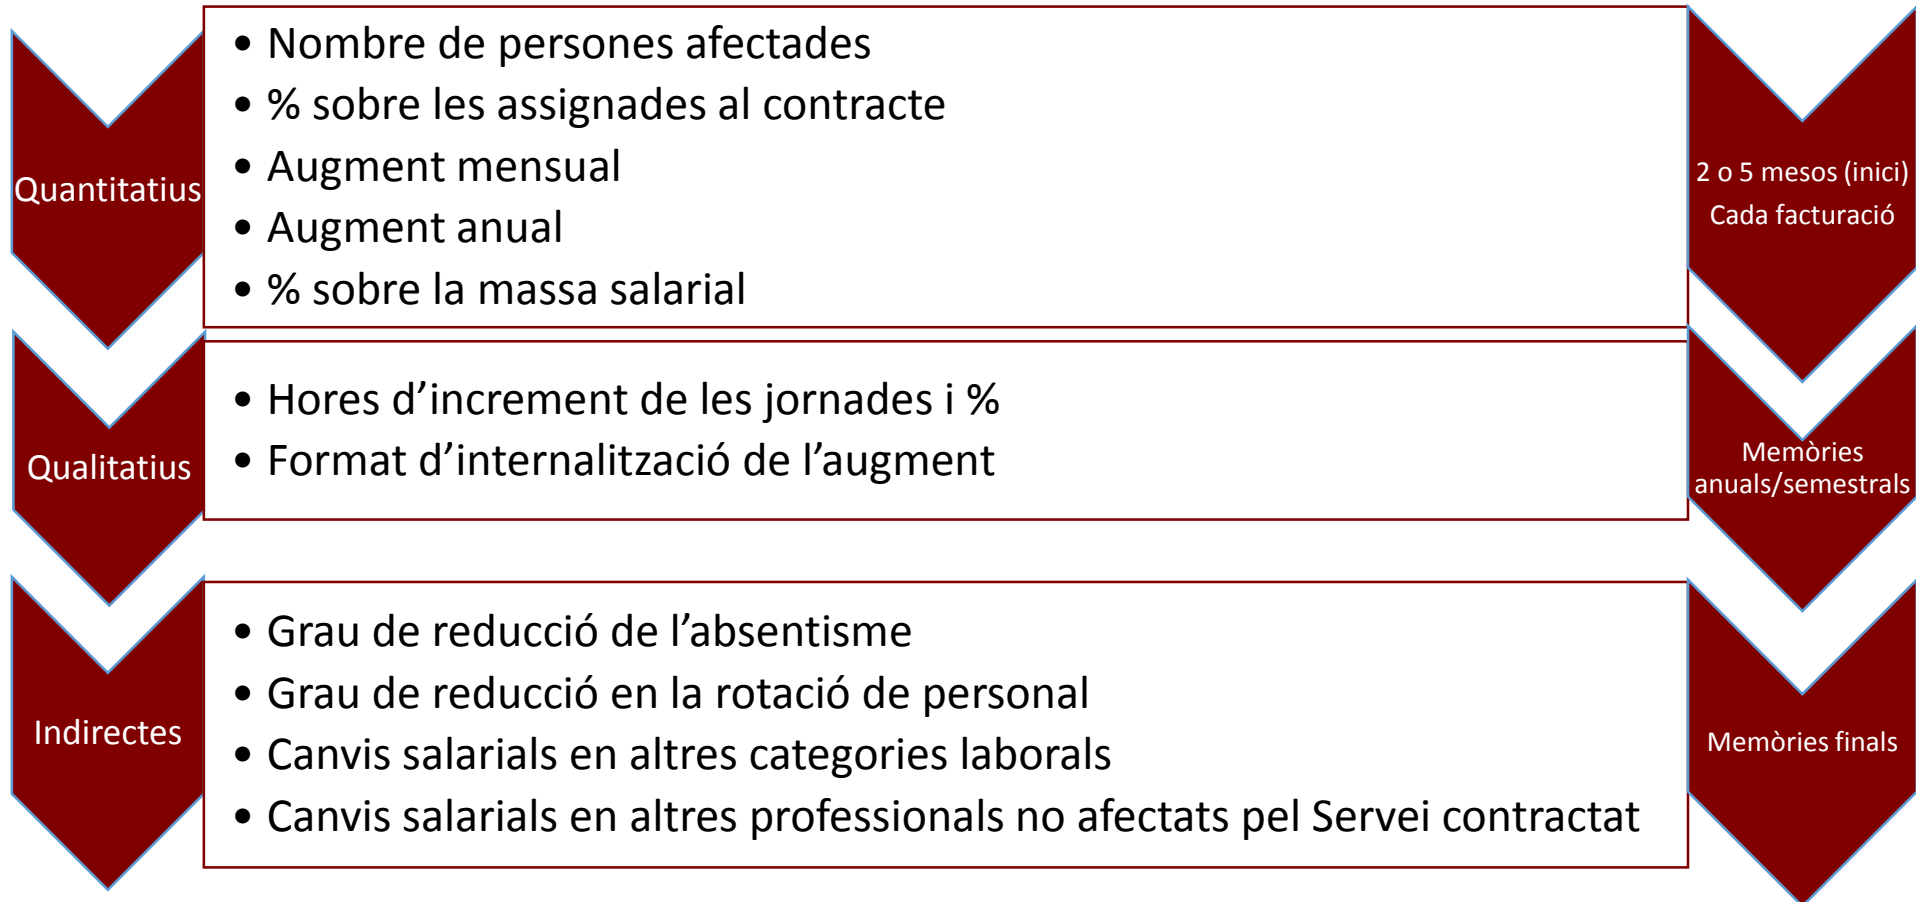 Quantitatius
• Nombre de persones afectades
• % sobre les assignades al contracte
• Augment mensual
• Augment anual
• % sobre la massa salarial
2 o 5 mesos (inici)
Cada facturació
Qualitatius
• Hores d’increment de les jornades i %
• Format d’internalització de l’augment
Memòries
anuals/semestrals
Indirectes
• Grau de reducció de l’absentisme
• Grau de reducció en la rotació de personal
• Canvis salarials en altres categories laborals
• Canvis salarials en altres professionals no afectats pel Servei contractat
Memòries finals